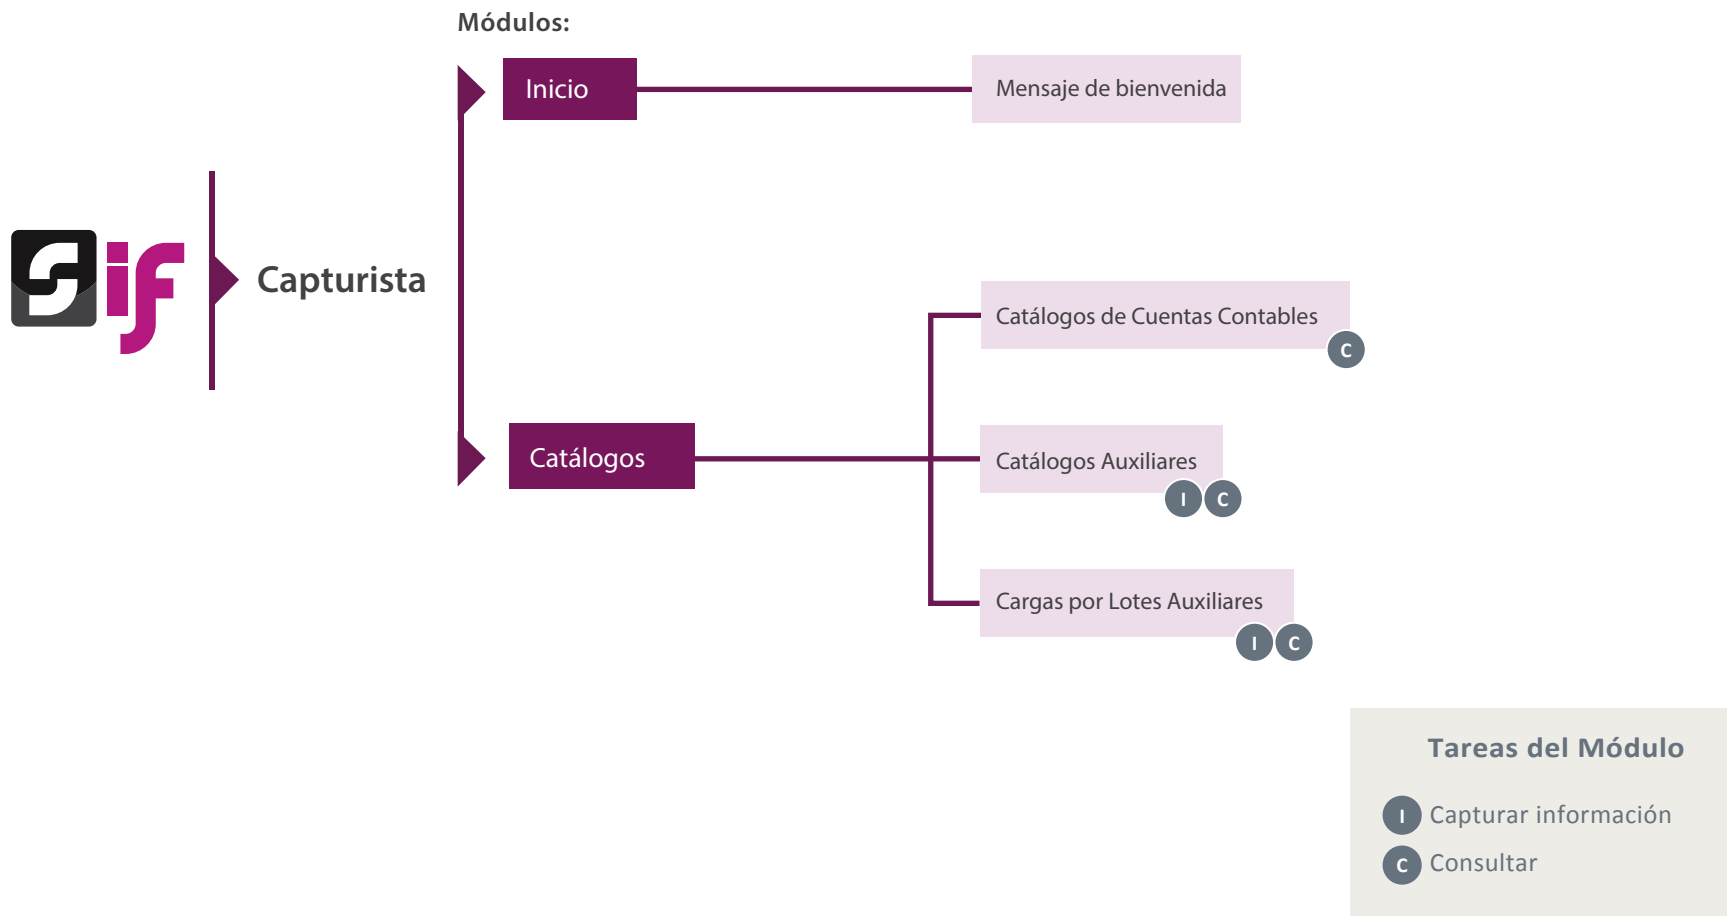 Módulos:
Inicio
Mensaje de bienvenida
Sif
Capturista
Catálogos de Cuentas Contables
C
Catálogos
Catálogos Auxiliares
I C
Cargas por Lotes Auxiliares
I C
Tareas del Módulo
I Capturar información
C Consultar